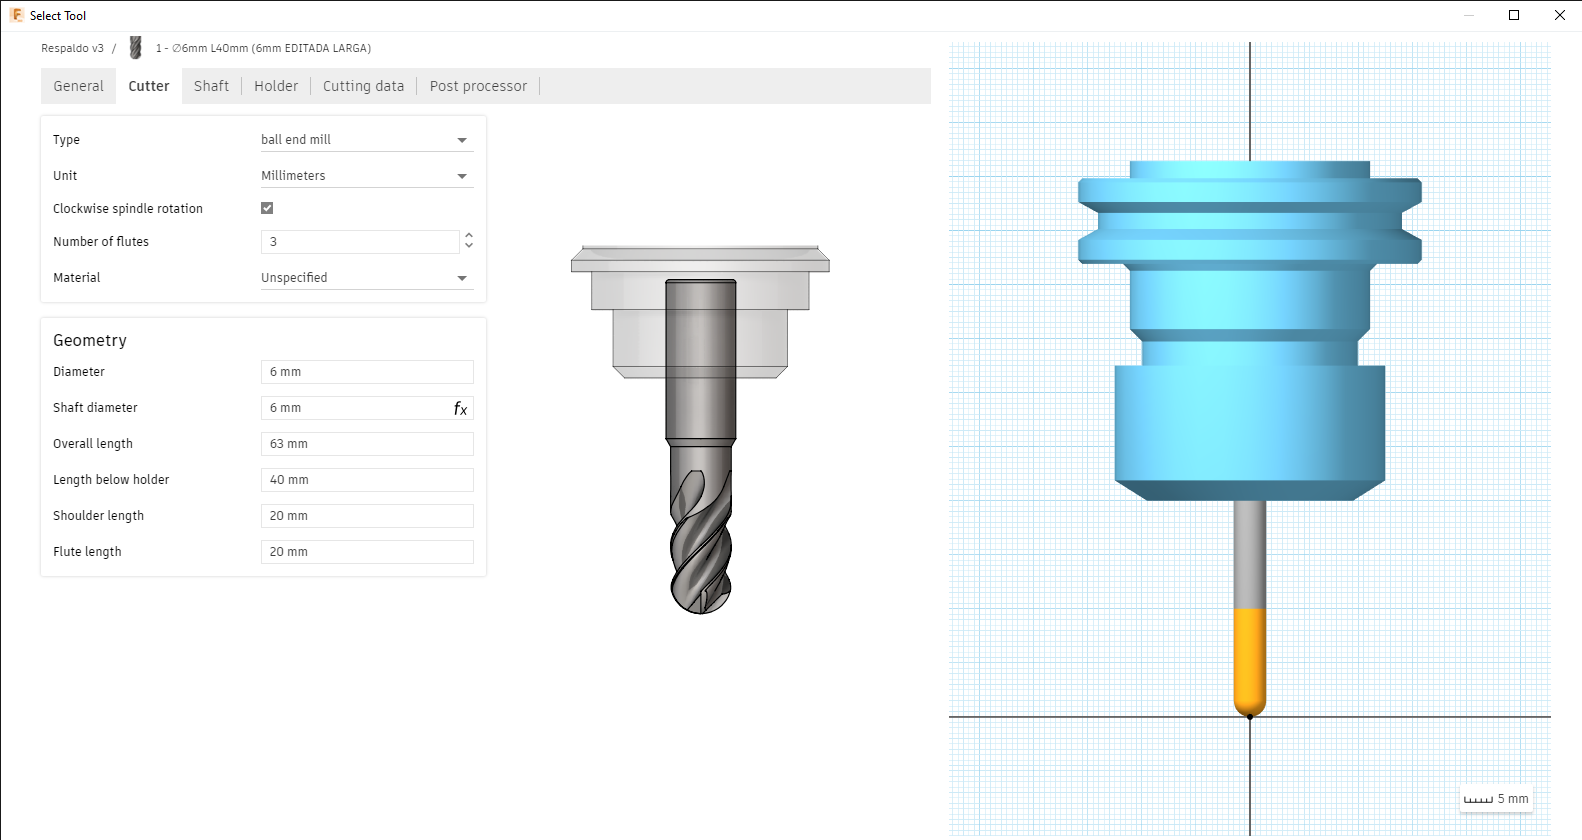 Select Tool
Respaldo v3 / 1 - ∅6mm L40mm (6mm EDITADA LARGA)
General Cutter Shaft Holder Cutting data Post processor
Type ball end mill
Unit Millimeters
Clockwise spindle rotation
Number of flutes 3
Material Unspecified
Geometry
Diameter 6 mm
Shaft diameter 6 mm fx
Overall length 63 mm
Length below holder 40 mm
Shoulder length 20 mm
Flute length 20 mm
5 mm